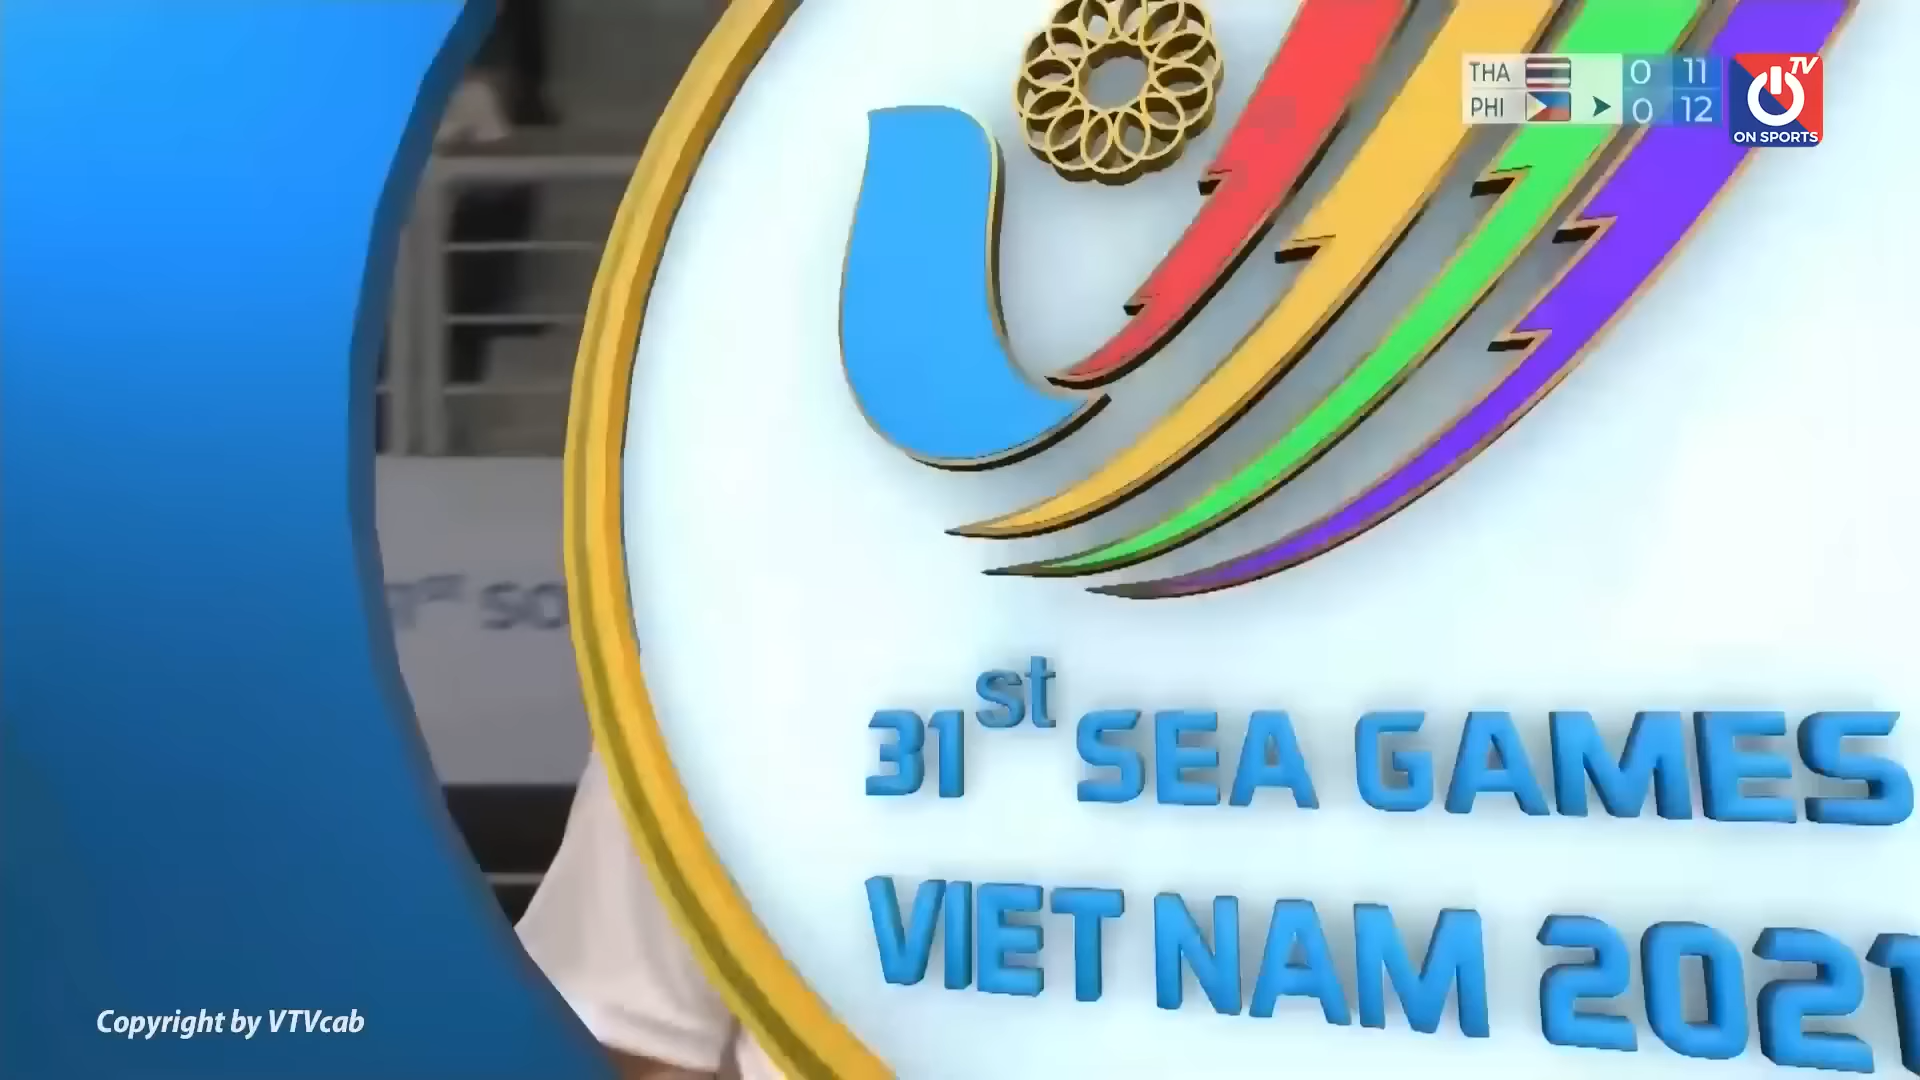 THA 0 11
PHI 0 12
TV
ON SPORTS
31st SEA GAMES
VIET NAM 2021
Copyright by VTVcab